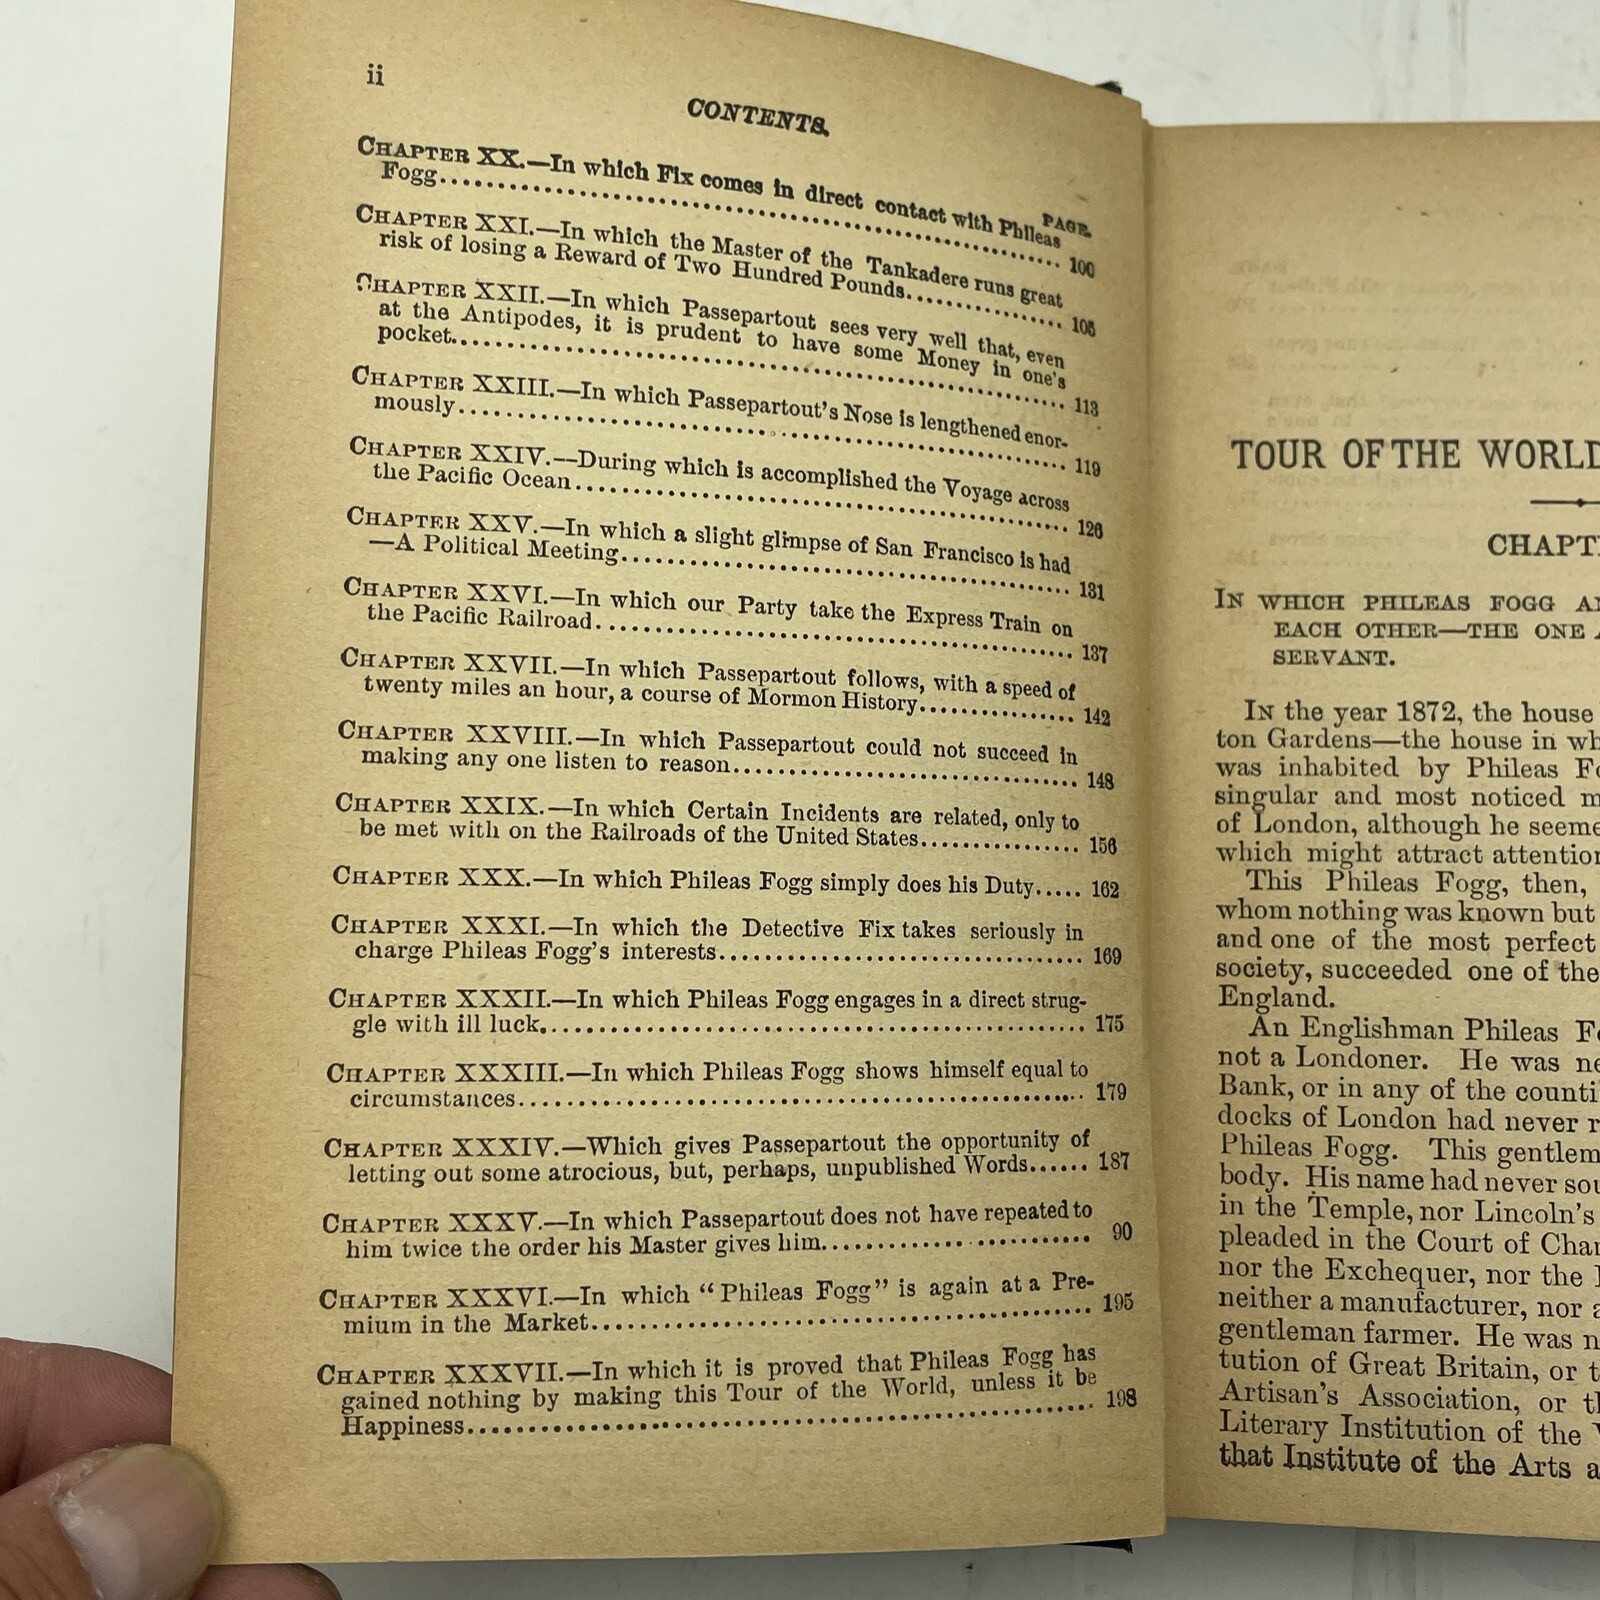 ii
CONTENTS.
PAGE.
CHAPTER XX.—In which Fix comes in direct contact with Phileas
Fogg.......... 100
CHAPTER XXI.—In which the Master of the Tankadere runs great
risk of losing a Reward of Two Hundred Pounds.......... 105
CHAPTER XXII.—In which Passepartout sees very well that, even
at the Antipodes, it is prudent to have some Money in one's
pocket.......... 113
CHAPTER XXIII.—In which Passepartout's Nose is lengthened enor-
mously.......... 119
CHAPTER XXIV.—During which is accomplished the Voyage across
the Pacific Ocean.......... 126
CHAPTER XXV.—In which a slight glimpse of San Francisco is had
—A Political Meeting.......... 131
CHAPTER XXVI.—In which our Party take the Express Train on
the Pacific Railroad.......... 137
CHAPTER XXVII.—In which Passepartout follows, with a speed of
twenty miles an hour, a course of Mormon History.......... 142
CHAPTER XXVIII.—In which Passepartout could not succeed in
making any one listen to reason.......... 148
CHAPTER XXIX.—In which Certain Incidents are related, only to
be met with on the Railroads of the United States.......... 156
CHAPTER XXX.—In which Phileas Fogg simply does his Duty..... 162
CHAPTER XXXI.—In which the Detective Fix takes seriously in
charge Phileas Fogg's interests.......... 169
CHAPTER XXXII.—In which Phileas Fogg engages in a direct strug-
gle with ill luck.......... 175
CHAPTER XXXIII.—In which Phileas Fogg shows himself equal to
circumstances.......... 179
CHAPTER XXXIV.—Which gives Passepartout the opportunity of
letting out some atrocious, but, perhaps, unpublished Words...... 187
CHAPTER XXXV.—In which Passepartout does not have repeated to
him twice the order his Master gives him.......... 90
CHAPTER XXXVI.—In which "Phileas Fogg" is again at a Pre-
mium in the Market.......... 195
CHAPTER XXXVII.—In which it is proved that Phileas Fogg has
gained nothing by making this Tour of the World, unless it be
Happiness.......... 198
TOUR OF THE WORLD
CHAPT
IN WHICH PHILEAS FOGG
EACH OTHER—THE ONE
SERVANT.
IN the year 1872, the house
ton Gardens—the house in
was inhabited by Phileas
singular and most noticed
of London, although he
which might attract
This Phileas Fogg, then,
whom nothing was known but
and one of the most perfect
society, succeeded one of the
England.
An Englishman Phileas
not a Londoner. He was
Bank, or in any of the
docks of London had never
Phileas Fogg. This
body. His name had never
in the Temple, nor Lincoln's
pleaded in the Court of
nor the Exchequer, nor the
neither a manufacturer, nor
gentleman farmer. He was
tution of Great Britain, or
Artisan's Association, or
Literary Institution of the
that Institute of the Arts